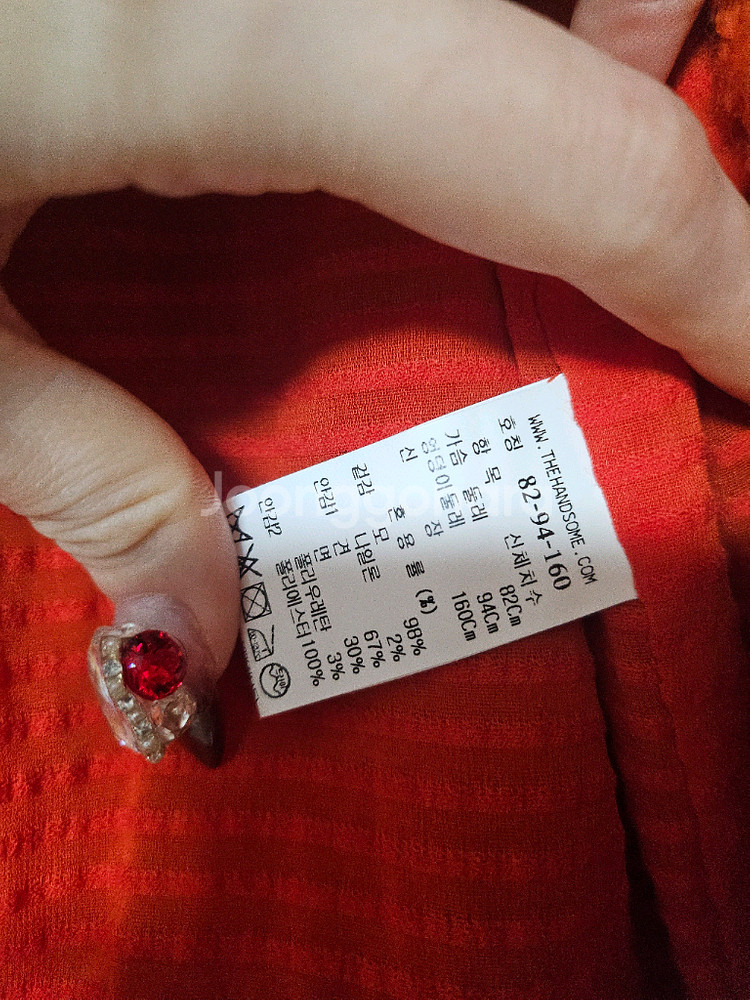 WWW.THEHANDSOME.COM
호칭 82-94-160
항 목 신체치수
가슴 둘레 82Cm
엉덩이둘레 94Cm
신 장 160Cm
혼 용 률 (%)
겉감 모 98%
나일론 2%
안감1 견 67%
면 30%
폴리우레탄 3%
안감2 폴리에스터100%